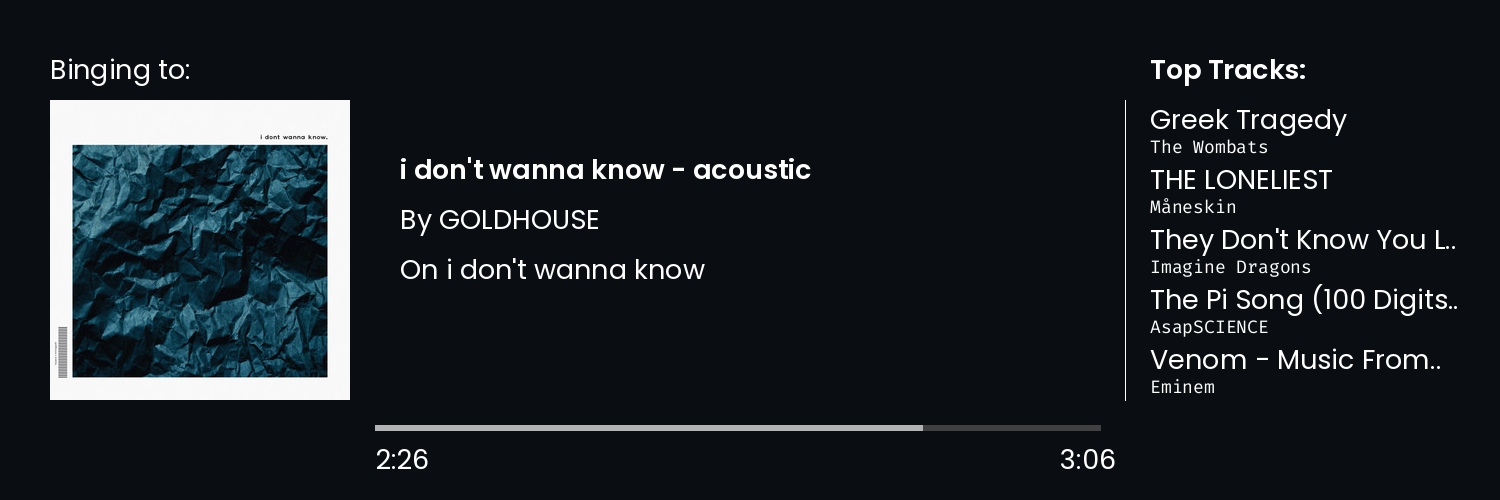 Binging to:
i dont wanna know.
i don't wanna know - acoustic
By GOLDHOUSE
On i don't wanna know
2:26
3:06
Top Tracks:
Greek Tragedy
The Wombats
THE LONELIEST
Måneskin
They Don't Know You L..
Imagine Dragons
The Pi Song (100 Digits..
AsapSCIENCE
Venom - Music From..
Eminem